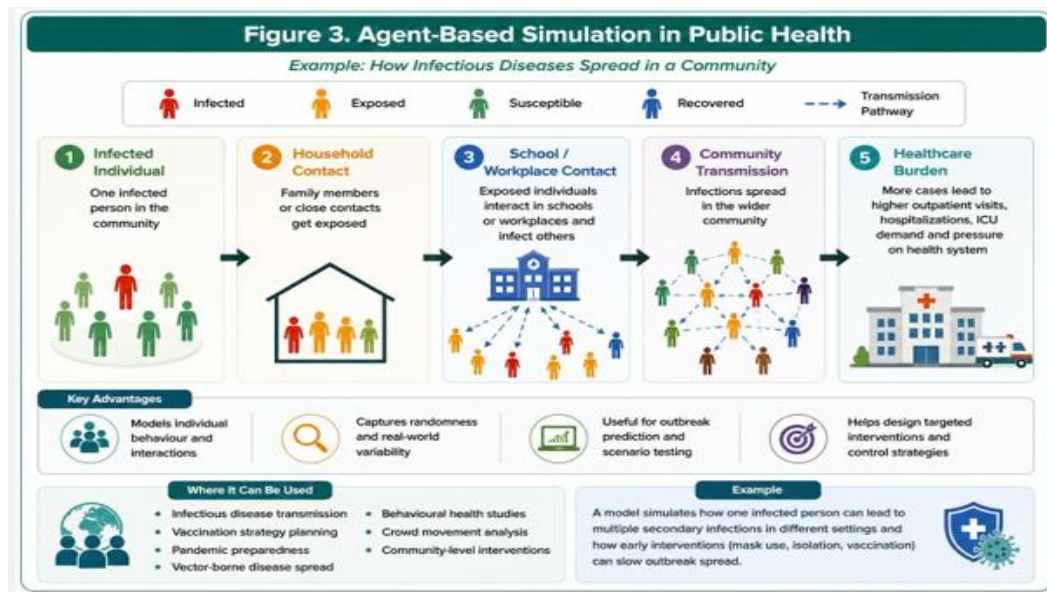 Figure 3. Agent-Based Simulation in Public Health
Example: How Infectious Diseases Spread in a Community
Infected
Exposed
Susceptible
Recovered
Transmission
Pathway
1
Infected
Individual
One infected
person in the
community
2
Household
Contact
Family members
or close contacts
get exposed
3
School /
Workplace Contact
Exposed individuals
interact in schools
or workplaces and
infect others
4
Community
Transmission
Infections spread
in the wider
community
5
Healthcare
Burden
More cases lead to
higher outpatient visits,
hospitalizations, ICU
demand and pressure
on health system
Key Advantages
Models individual
behaviour and
interactions
Captures randomness
and real-world
variability
Useful for outbreak
prediction and
scenario testing
Helps design targeted
interventions and
control strategies
Where It Can Be Used
• Infectious disease transmission
• Vaccination strategy planning
• Pandemic preparedness
• Vector-borne disease spread
• Behavioural health studies
• Crowd movement analysis
• Community-level interventions
Example
A model simulates how one infected person can lead to
multiple secondary infections in different settings and
how early interventions (mask use, isolation, vaccination)
can slow outbreak spread.